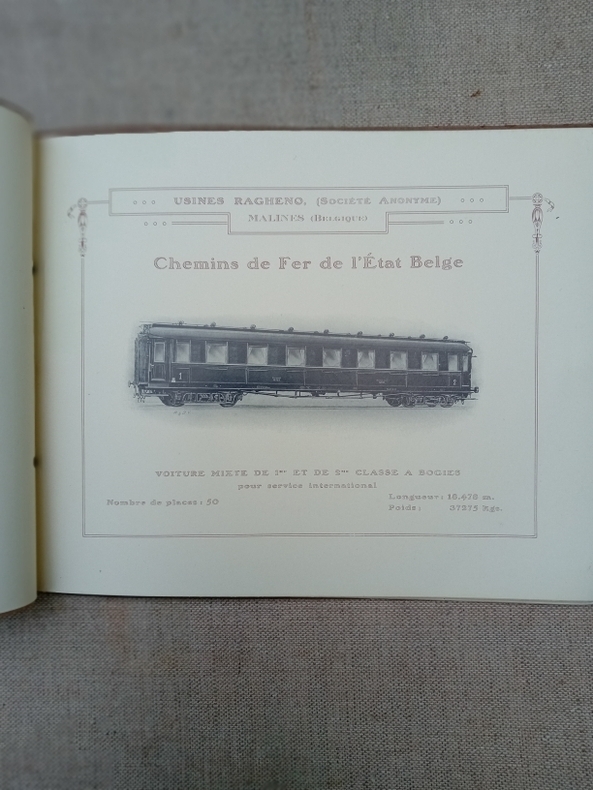 USINES RAGHENO, (SOCIÉTÉ ANONYME)
MALINES (BELGIQUE)
Chemins de Fer de l'État Belge
VOITURE MIXTE DE 1re ET DE 2me CLASSE A BOGIES
pour service international
Nombre de places : 50
Longueur : 18.478 m.
Poids : 37375 Kgs.